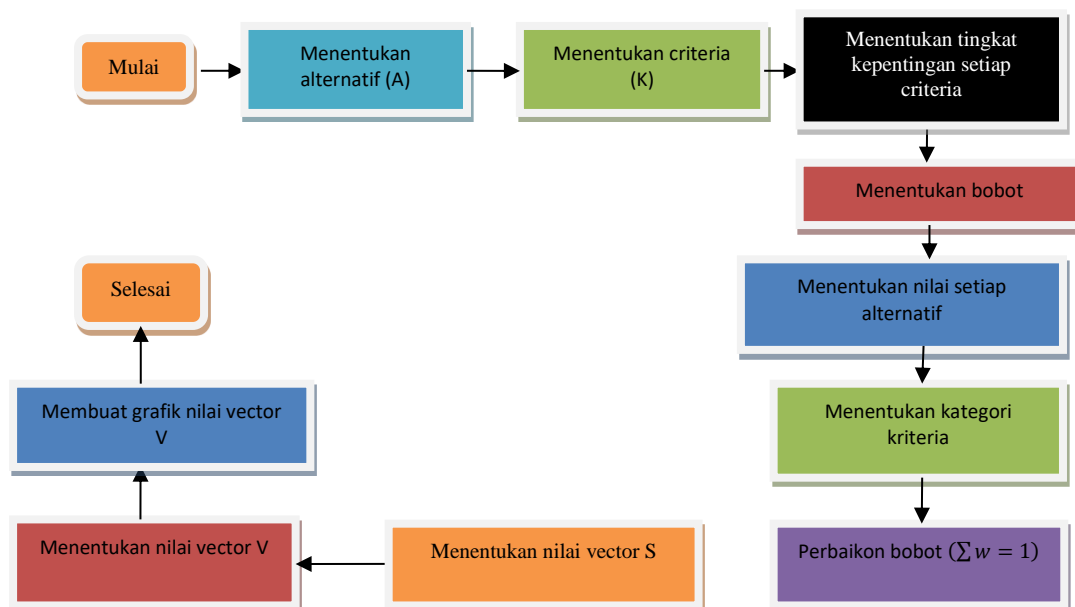 Mulai
Menentukan
alternatif (A)
Menentukan criteria
(K)
Menentukan tingkat
kepentingan setiap
criteria
Menentukan bobot
Menentukan nilai setiap
alternatif
Menentukan kategori
kriteria
Perbaikon bobot (∑ w = 1)
Menentukan nilai vector S
Menentukan nilai vector V
Membuat grafik nilai vector
V
Selesai